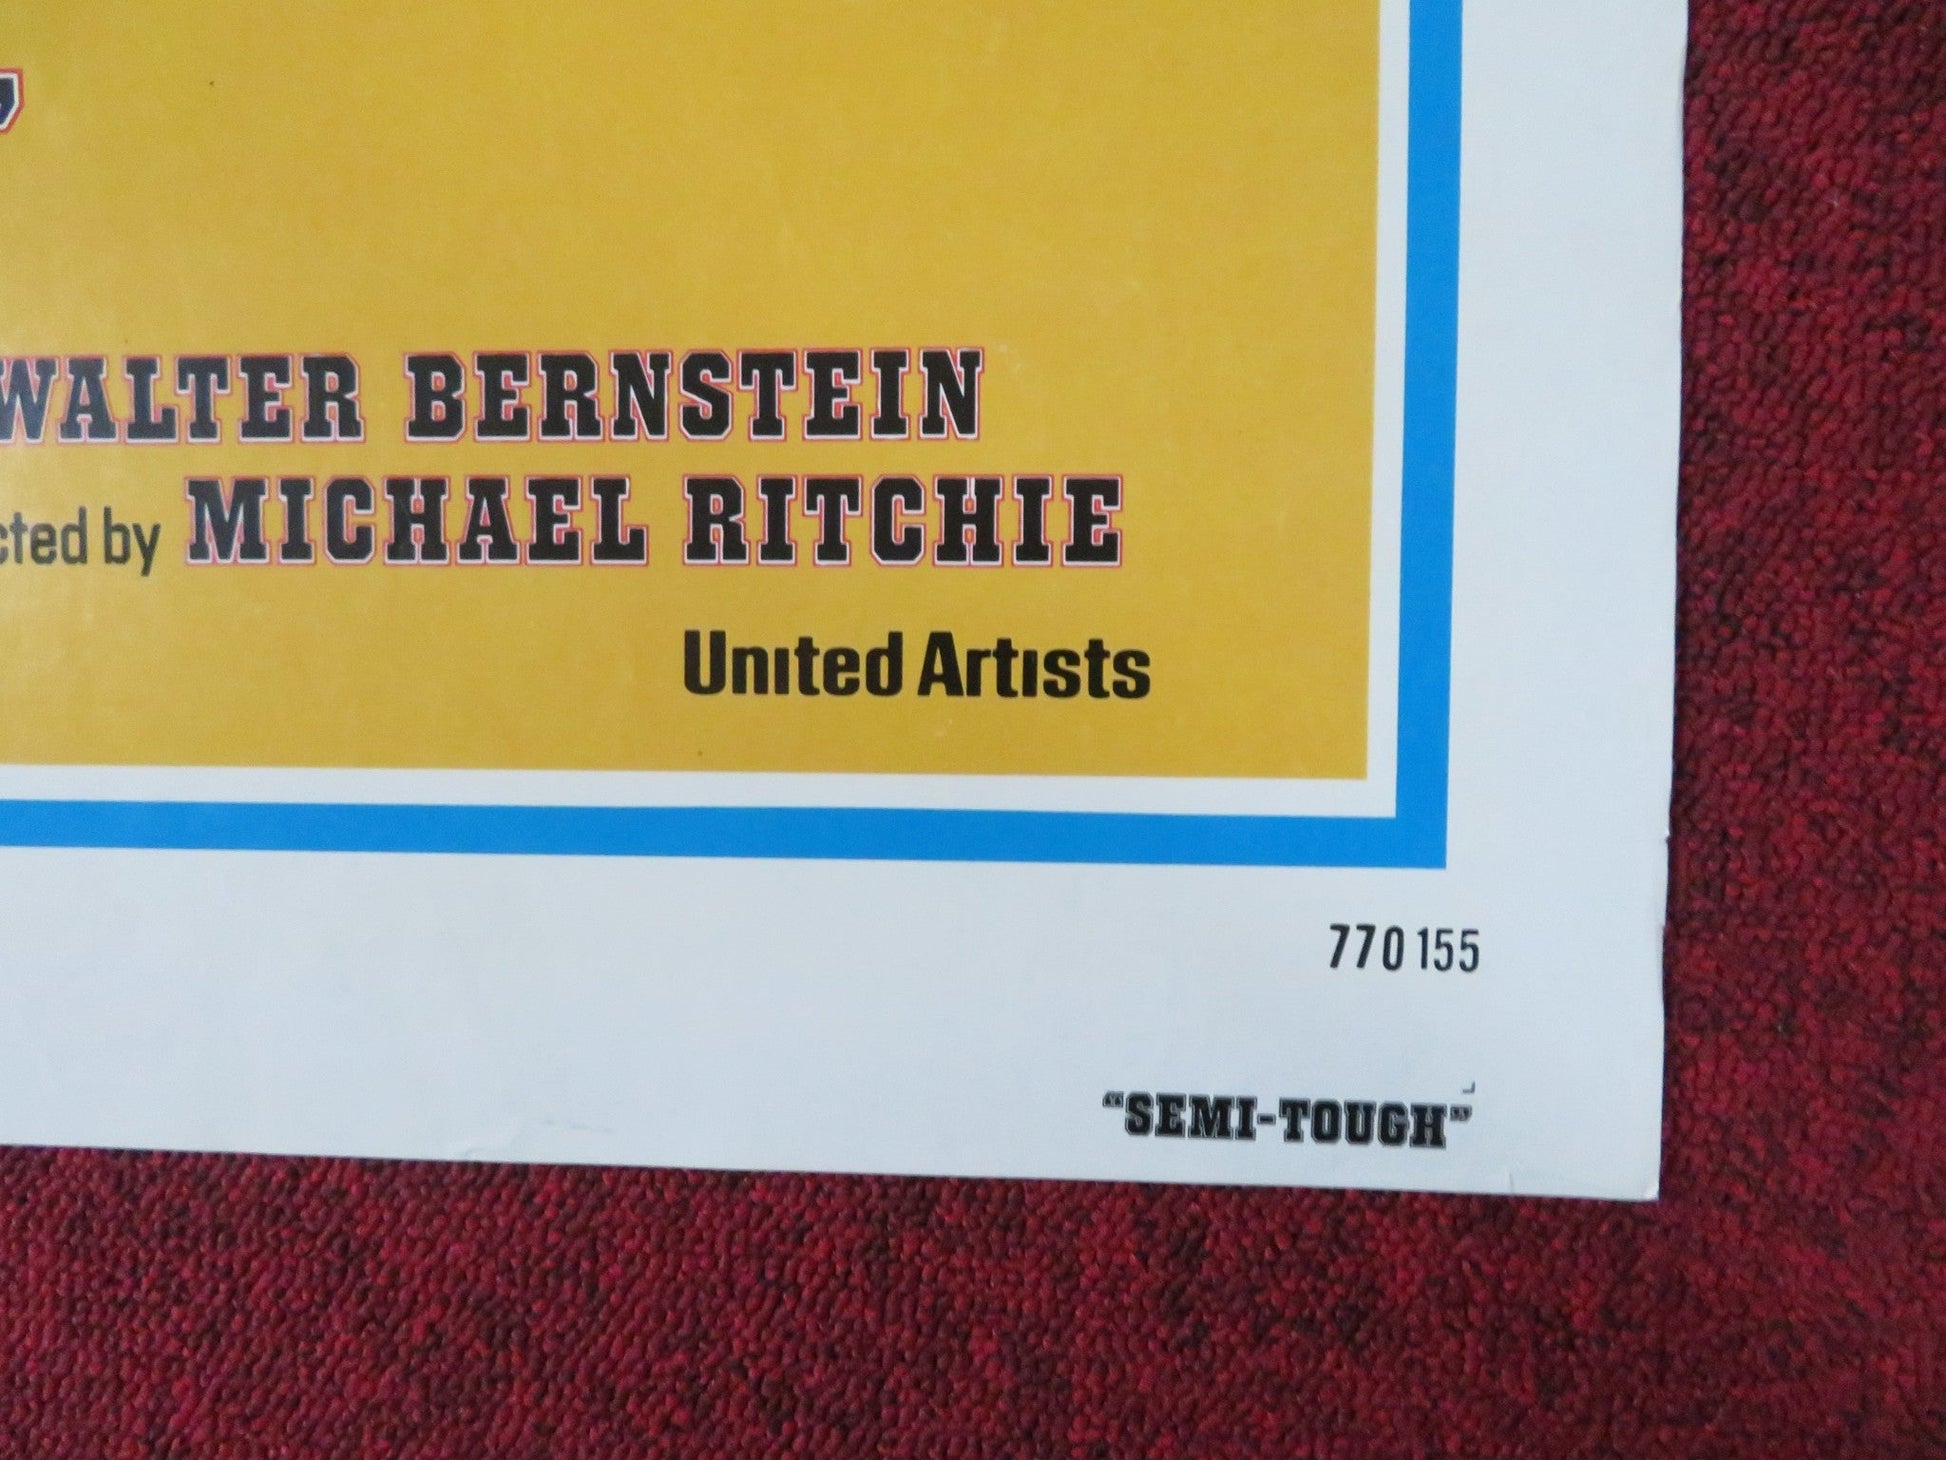 ”
WALTER BERNSTEIN
cted by MICHAEL RITCHIE
United Artists
770155
“SEMI-TOUGH”